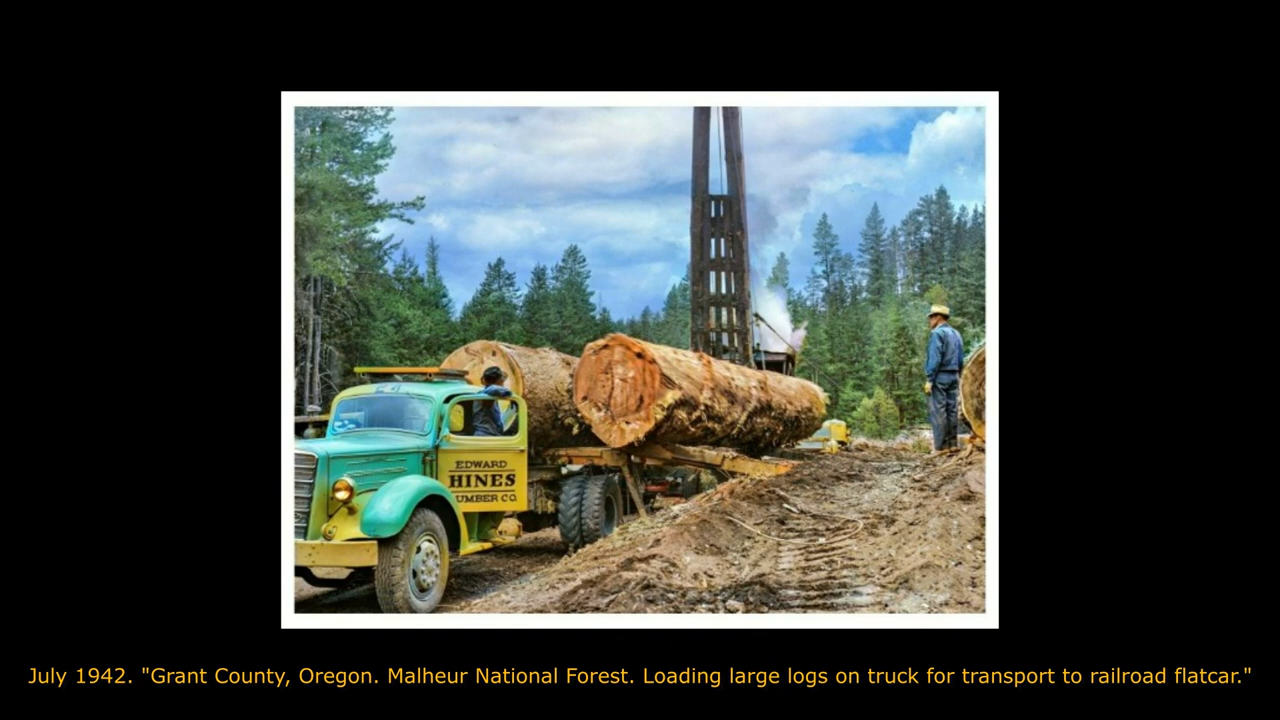 EDWARD
HINES
UMBER CO.
July 1942. "Grant County, Oregon. Malheur National Forest. Loading large logs on truck for transport to railroad flatcar."